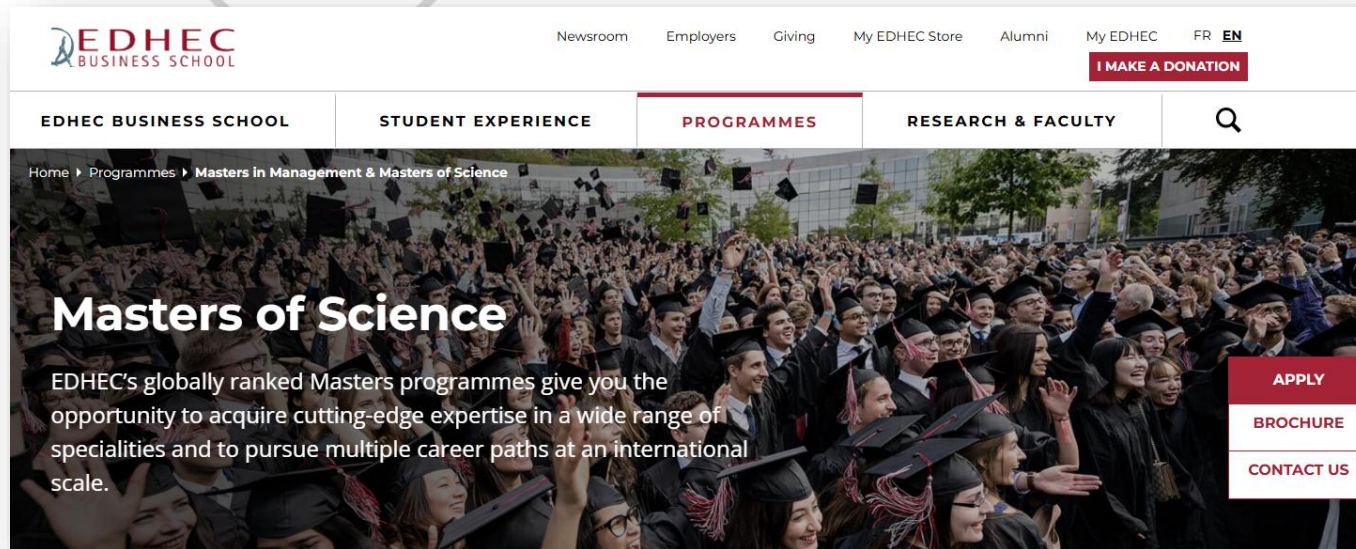 EDHEC
BUSINESS SCHOOL
Newsroom Employers Giving My EDHEC Store Alumni My EDHEC FR EN
I MAKE A DONATION
EDHEC BUSINESS SCHOOL STUDENT EXPERIENCE PROGRAMMES RESEARCH & FACULTY
Home Programmes Masters in Management & Masters of Science
Masters of Science
EDHEC's globally ranked Masters programmes give you the
opportunity to acquire cutting-edge expertise in a wide range of
specialities and to pursue multiple career paths at an international
scale.
APPLY
BROCHURE
CONTACT US